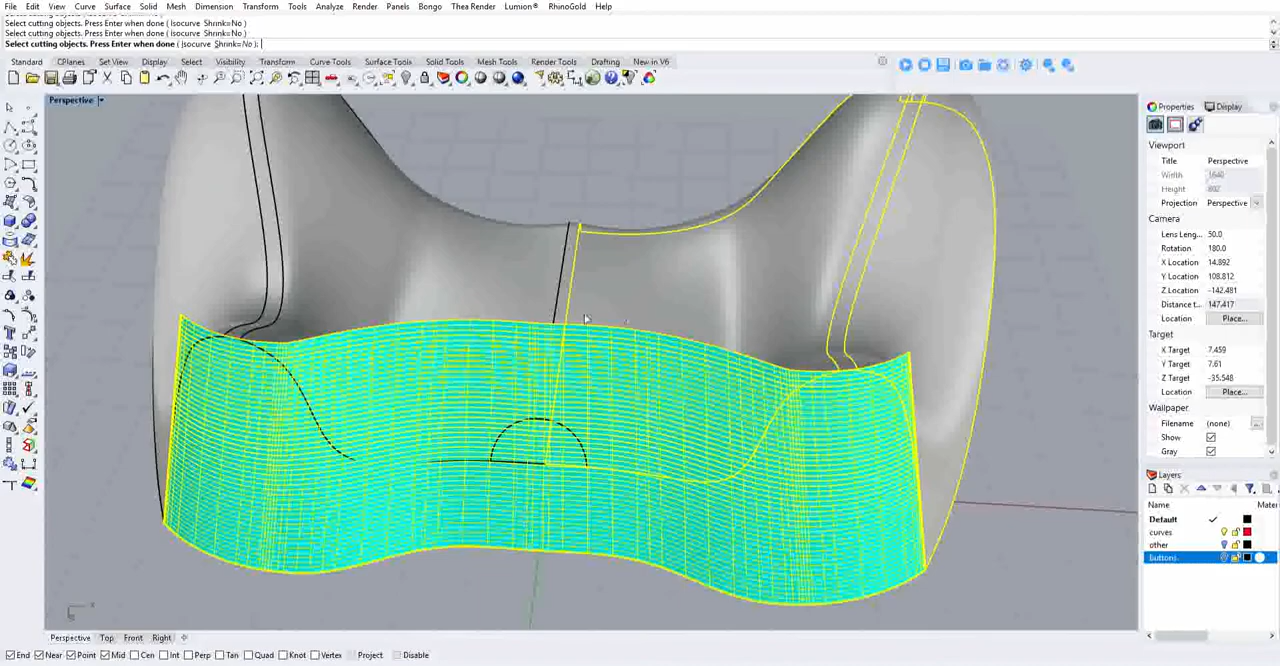 File Edit View Curve Surface Solid Mesh Dimension Transform Tools Analyze Render Panels Bongo Thea Render Lumion® RhinoGold Help
Select cutting objects. Press Enter when done ( Isocurve Shrink=No )
Select cutting objects. Press Enter when done ( Isocurve Shrink=No )
Select cutting objects. Press Enter when done ( Isocurve Shrink=No ):
Standard CPlanes Set View Display Select Visibility Transform Curve Tools Surface Tools Solid Tools Mesh Tools Render Tools Drafting New in V6
Perspective
Properties Display
Viewport
Title Perspective
Width 1640
Height 802
Projection Perspective
Camera
Lens Leng... 50.0
Rotation 180.0
X Location 14.892
Y Location 108.812
Z Location -142.481
Distance t... 147.417
Location Place...
Target
X Target 7.459
Y Target 7.61
Z Target -35.548
Location Place...
Wallpaper
Filename (none)
Show
Gray
Layers
Names Mater
Default
curves
other
Buttons
Perspective Top Front Right
End Near Point Mid Cen Int Perp Tan Quad Knot Vertex Project Disable